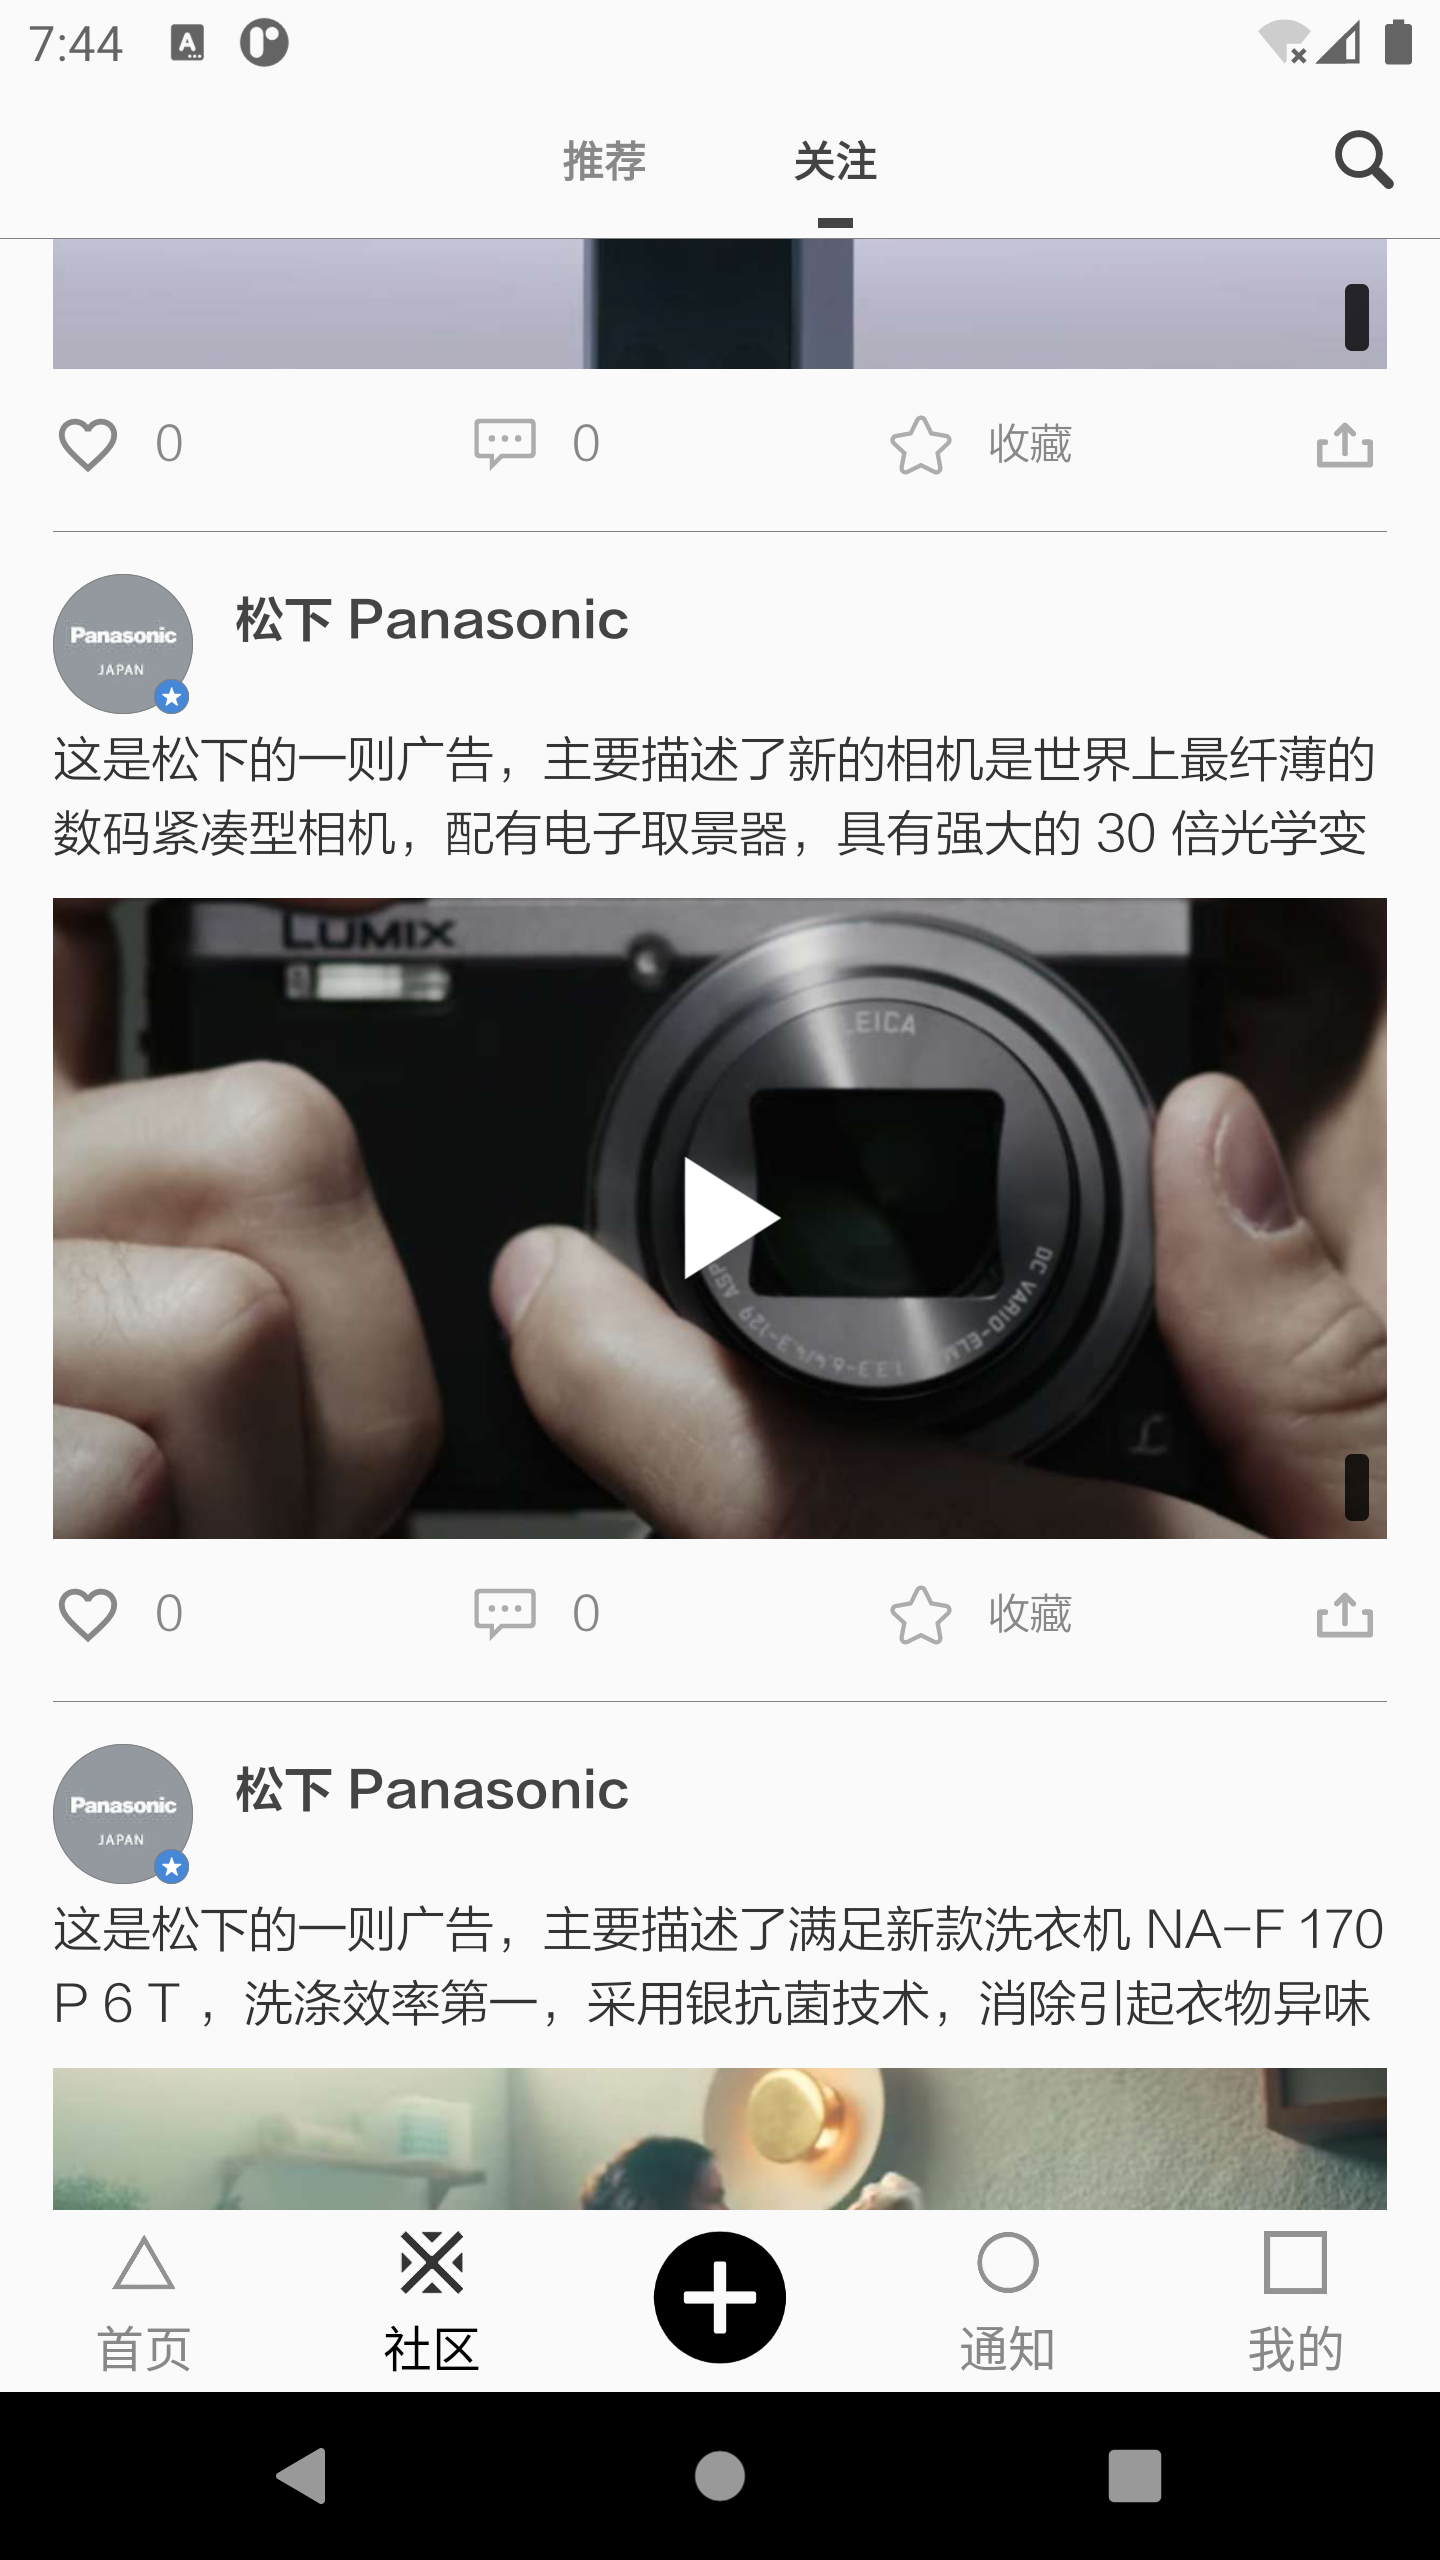 7:44
推荐
关注
0
0
收藏
Panasonic
JAPAN
松下 Panasonic
这是松下的一则广告，主要描述了新的相机是世界上最纤薄的
数码紧凑型相机，配有电子取景器，具有强大的 30 倍光学变
LUMIX
LEICA
0
0
收藏
Panasonic
JAPAN
松下 Panasonic
这是松下的一则广告，主要描述了满足新款洗衣机 NA-F 170
P 6 T ，洗涤效率第一，采用银抗菌技术，消除引起衣物异味
首页
社区
通知
我的